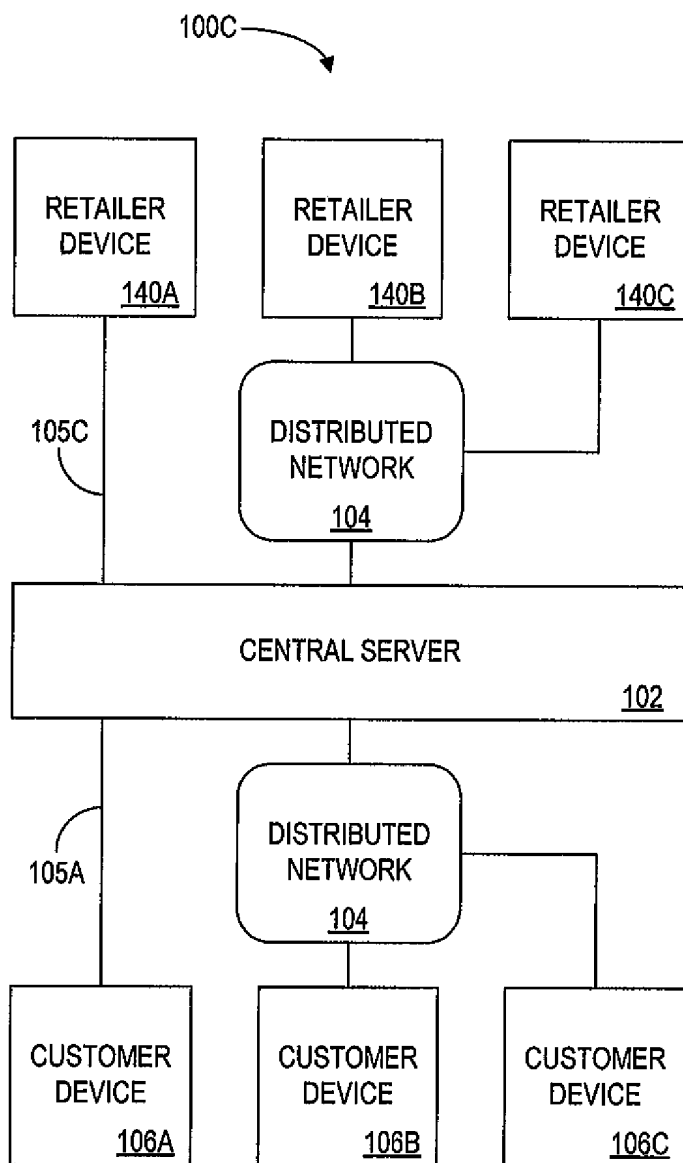 100C
RETAILER
DEVICE
140A
RETAILER
DEVICE
140B
RETAILER
DEVICE
140C
105C
DISTRIBUTED
NETWORK
104
CENTRAL SERVER
102
105A
DISTRIBUTED
NETWORK
104
CUSTOMER
DEVICE
106A
CUSTOMER
DEVICE
106B
CUSTOMER
DEVICE
106C